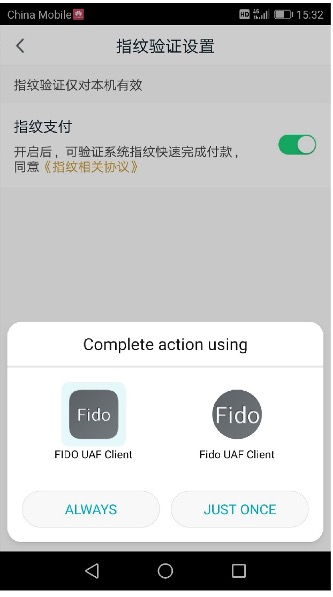 China Mobile HD 4G 15:32
指纹验证设置
指纹验证仅对本机有效
指纹支付
开启后，可验证系统指纹快速完成付款，
同意《指纹相关协议》
Complete action using
Fido Fido
FIDO UAF Client Fido UAF Client
ALWAYS JUST ONCE